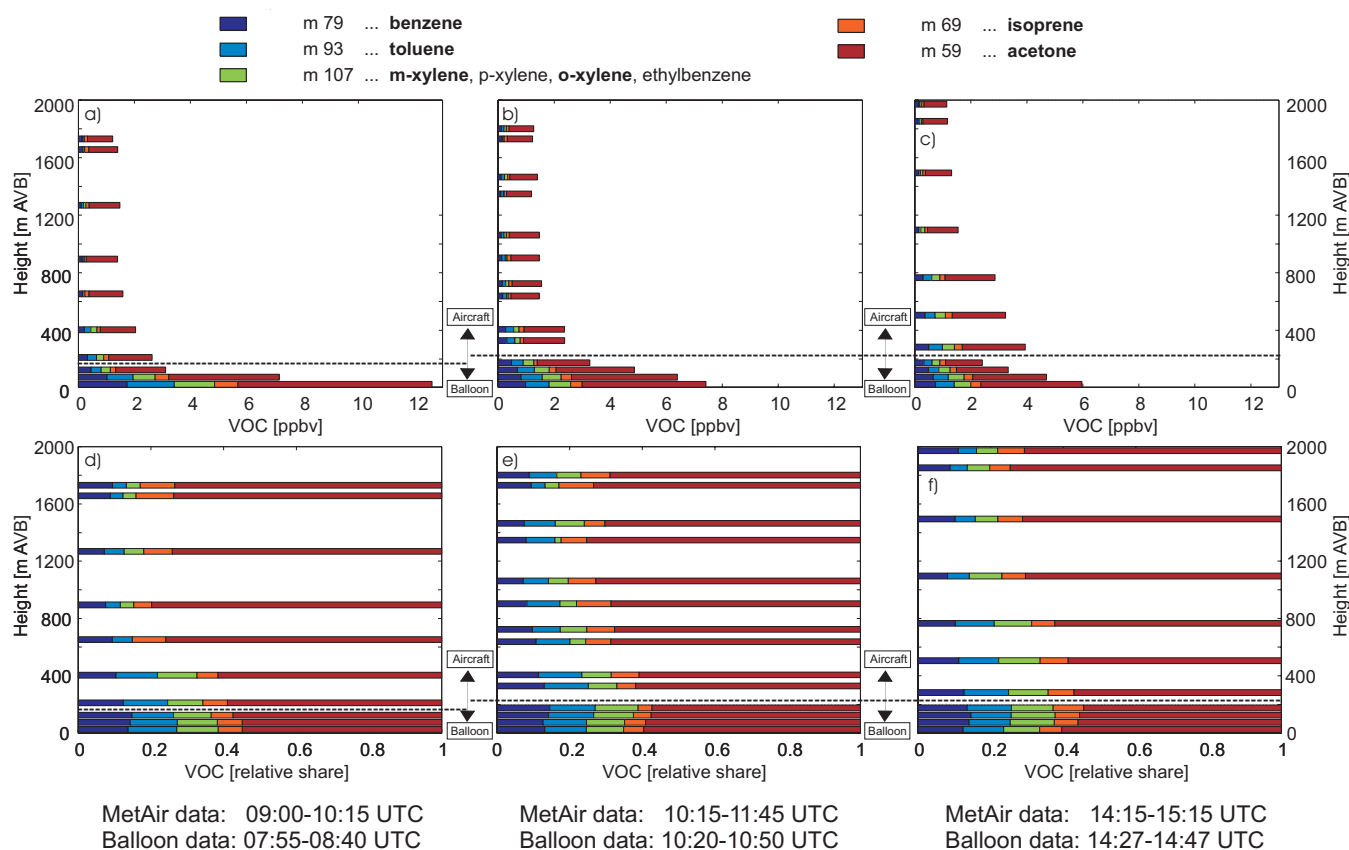 m 79 ... benzene
m 93 ... toluene
m 107 ... m-xylene, p-xylene, o-xylene, ethylbenzene
m 69 ... isoprene
m 59 ... acetone
a)
Height [m AVB]
2000
1600
1200
800
400
0
0 2 4 6 8 10 12
VOC [ppbv]
Aircraft
Balloon
b)
0 2 4 6 8 10 12
VOC [ppbv]
Aircraft
Balloon
c)
0 2 4 6 8 10 12
VOC [ppbv]
2000
1600
1200
800
400
0
Height [m AVB]
d)
Height [m AVB]
2000
1600
1200
800
400
0
0 0.2 0.4 0.6 0.8 1
VOC [relative share]
Aircraft
Balloon
e)
0 0.2 0.4 0.6 0.8 1
VOC [relative share]
Aircraft
Balloon
f)
0 0.2 0.4 0.6 0.8 1
VOC [relative share]
2000
1600
1200
800
400
0
Height [m AVB]
MetAir data: 09:00-10:15 UTC
Balloon data: 07:55-08:40 UTC
MetAir data: 10:15-11:45 UTC
Balloon data: 10:20-10:50 UTC
MetAir data: 14:15-15:15 UTC
Balloon data: 14:27-14:47 UTC